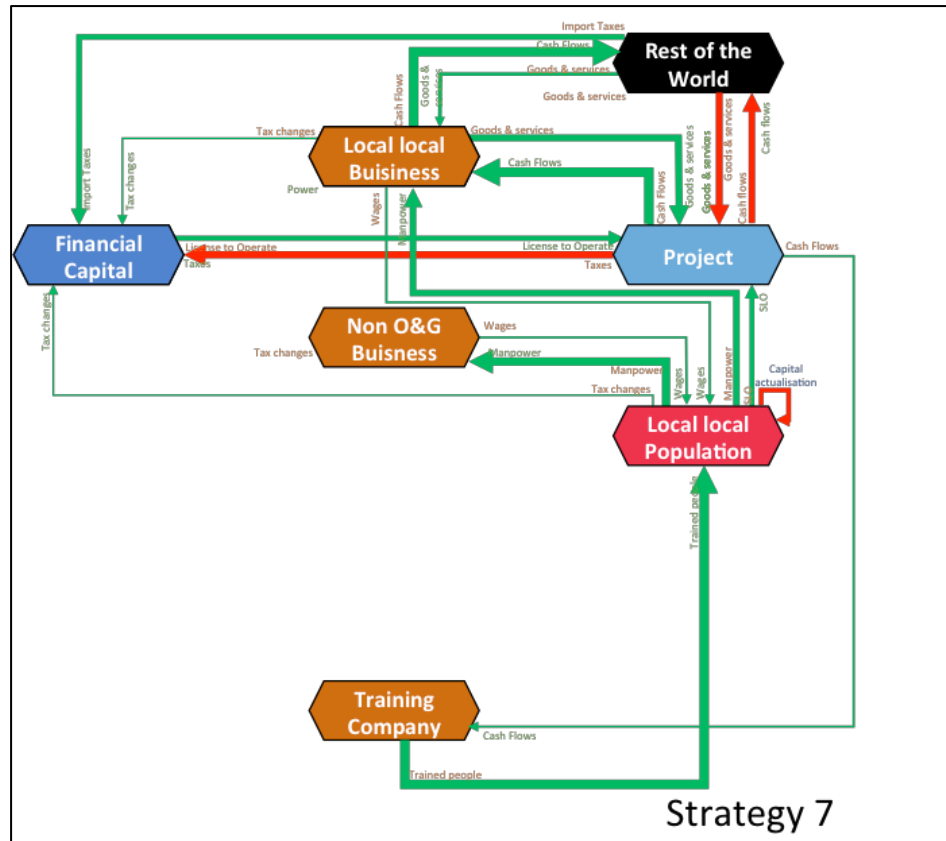 Import Taxes
Cash Flows
Rest of the
World
Goods & services
Goods & services
Cash Flows
Goods &
services
Tax changes
Local local
Buisiness
Goods & services
Cash Flows
Power
Import Taxes
Tax changes
Wages
Manpower
Cash Flows
Goods & services
Goods & services
Goods & services
Cash flows
Cash flows
Financial
Capital
License to Operate
Taxes
License to Operate
Taxes
Project
Cash Flows
Tax changes
Non O&G
Buisness
Wages
Manpower
Tax changes
Manpower
Tax changes
Wages
Wages
Manpower
SLO
SLO
Capital
actualisation
Local local
Population
Trained people
Training
Company
Cash Flows
Trained people
Strategy 7